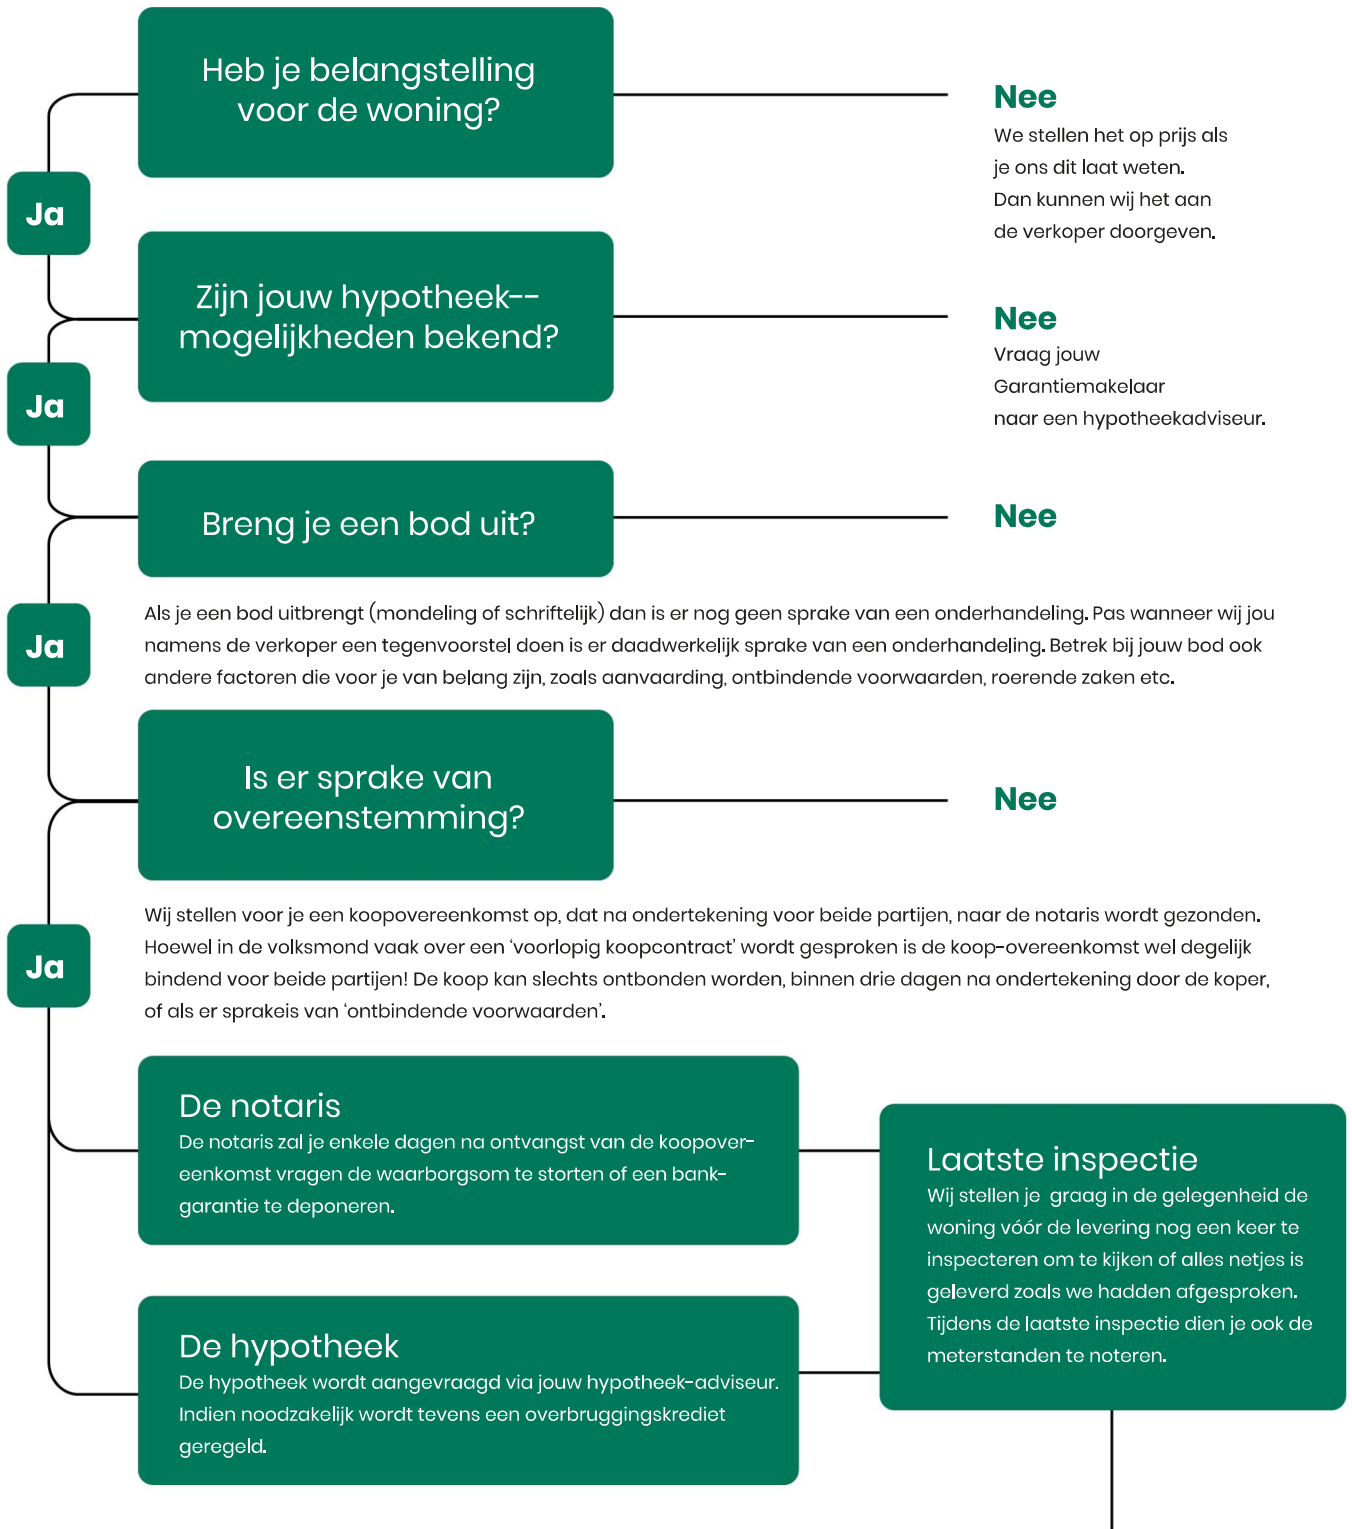 Heb je belangstelling
voor de woning?
Nee
We stellen het op prijs als
je ons dit laat weten.
Dan kunnen wij het aan
de verkoper doorgeven.
Ja
Zijn jouw hypotheek--
mogelijkheden bekend?
Nee
Vraag jouw
Garantiemakelaar
naar een hypotheekadviseur.
Ja
Breng je een bod uit?
Nee
Ja
Als je een bod uitbrengt (mondeling of schriftelijk) dan is er nog geen sprake van een onderhandeling. Pas wanneer wij jou
namens de verkoper een tegenvoorstel doen is er daadwerkelijk sprake van een onderhandeling. Betrek bij jouw bod ook
andere factoren die voor je van belang zijn, zoals aanvaarding, ontbindende voorwaarden, roerende zaken etc.
Is er sprake van
overeenstemming?
Nee
Ja
Wij stellen voor je een koopovereenkomst op, dat na ondertekening voor beide partijen, naar de notaris wordt gezonden.
Hoewel in de volksmond vaak over een ‘voorlopig koopcontract’ wordt gesproken is de koop-overeenkomst wel degelijk
bindend voor beide partijen! De koop kan slechts ontbonden worden, binnen drie dagen na ondertekening door de koper,
of als er sprakeis van ‘ontbindende voorwaarden’.
De notaris
De notaris zal je enkele dagen na ontvangst van de koopover-
eenkomst vragen de waarborgsom te storten of een bank-
garantie te deponeren.
De hypotheek
De hypotheek wordt aangevraagd via jouw hypotheek-adviseur.
Indien noodzakelijk wordt tevens een overbruggingskrediet
geregeld.
Laatste inspectie
Wij stellen je graag in de gelegenheid de
woning vóór de levering nog een keer te
inspecteren om te kijken of alles netjes is
geleverd zoals we hadden afgesproken.
Tijdens de laatste inspectie dien je ook de
meterstanden te noteren.